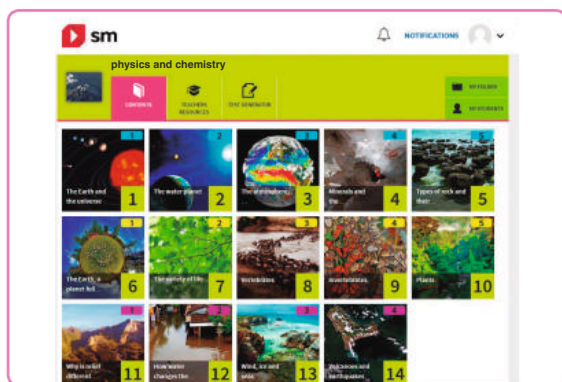 sm
NOTIFICATIONS
physics and chemistry
CONTENTS
TEACHERS
RESOURCES
TEST GENERATOR
MY FOLDER
MY STUDENTS
1
The Earth and
the universe
1
2
The water planet
2
3
The atmosphere
3
4
Minerals and
the
4
5
Types of rock and
their
5
1
The Earth, a
planet full
6
2
The variety of life
7
3
Vertebrates
8
4
Invertebrates
9
5
Plants
10
1
Why is relief
different
11
2
How water
changes the
12
3
Wind, ice and
seas
13
4
Volcanoes and
earthquakes
14